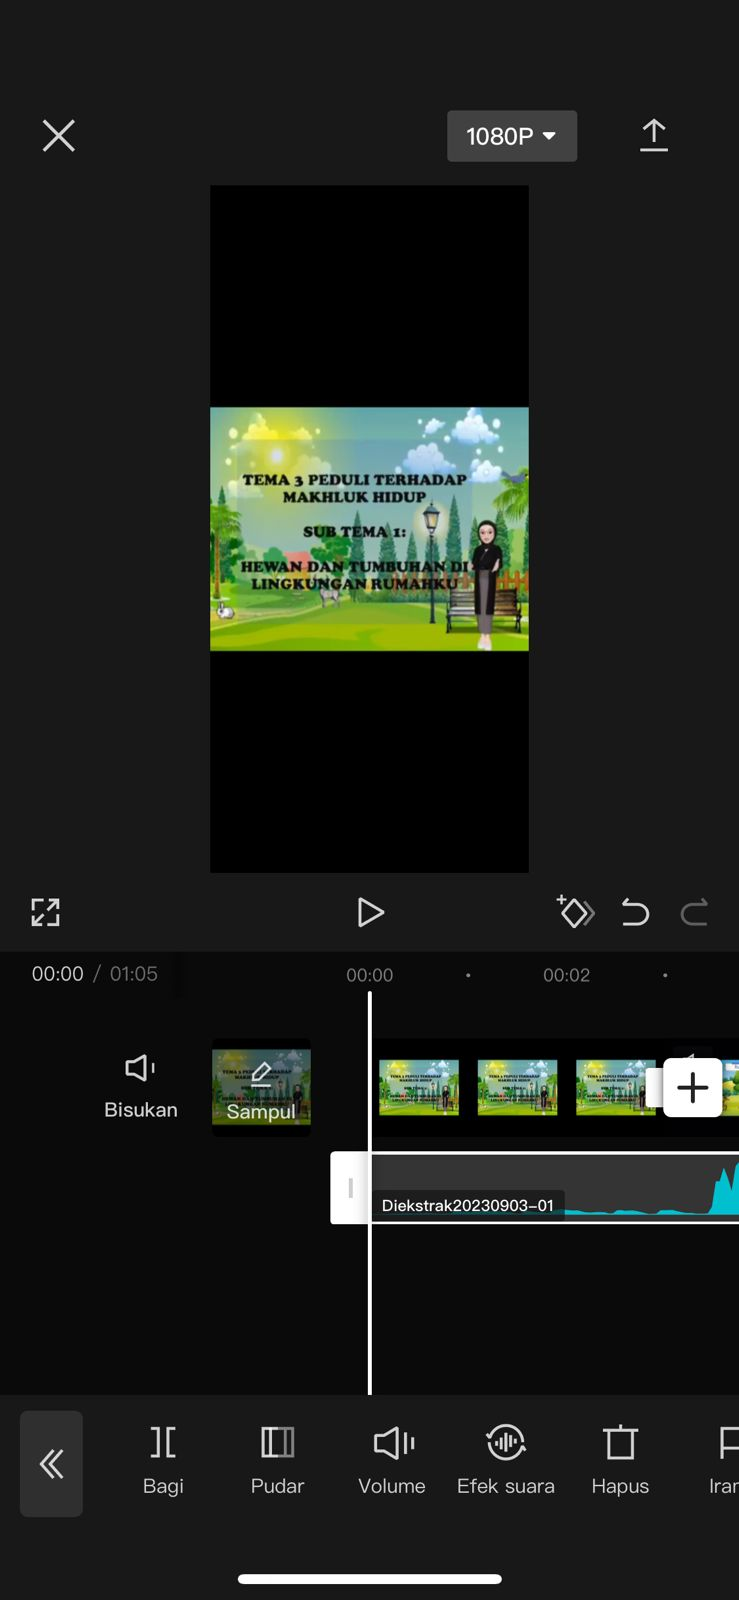 1080P
TEMA 3 PEDULI TERHADAP
MAKHLUK HIDUP
SUB TEMA 1:
HEWAN DAN TUMBUHAN DI
LINGKUNGAN RUMAHKU
00:00 / 01:05
00:00
00:02
Bisukan
Sampul
Diekstrak20230903-01
Bagi
Pudar
Volume
Efek suara
Hapus